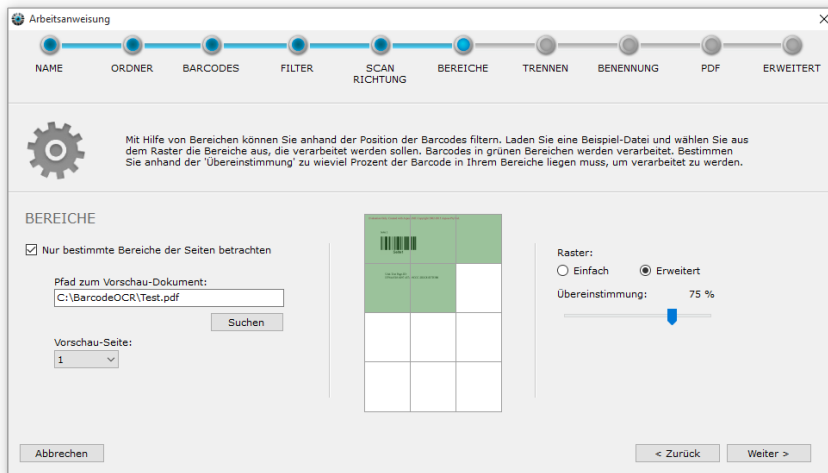 Arbeitsanweisung
NAME
ORDNER
BARCODES
FILTER
SCAN
RICHTUNG
BEREICHE
TRENNEN
BENENNUNG
PDF
ERWEITERT
Mit Hilfe von Bereichen können Sie anhand der Position der Barcodes filtern. Laden Sie eine Beispiel-Datei und wählen Sie aus
dem Raster die Bereiche aus, die verarbeitet werden sollen. Barcodes in grünen Bereichen werden verarbeitet. Bestimmen
Sie anhand der 'Übereinstimmung' zu wieviel Prozent der Barcode in Ihrem Bereiche liegen muss, um verarbeitet zu werden.
BEREICHE
Nur bestimmte Bereiche der Seiten betrachten
Pfad zum Vorschau-Dokument:
C:\BarcodeOCR\Test.pdf
Suchen
Vorschau-Seite:
1
Raster:
Einfach
Erweitert
Übereinstimmung:
75 %
Abbrechen
< Zurück
Weiter >